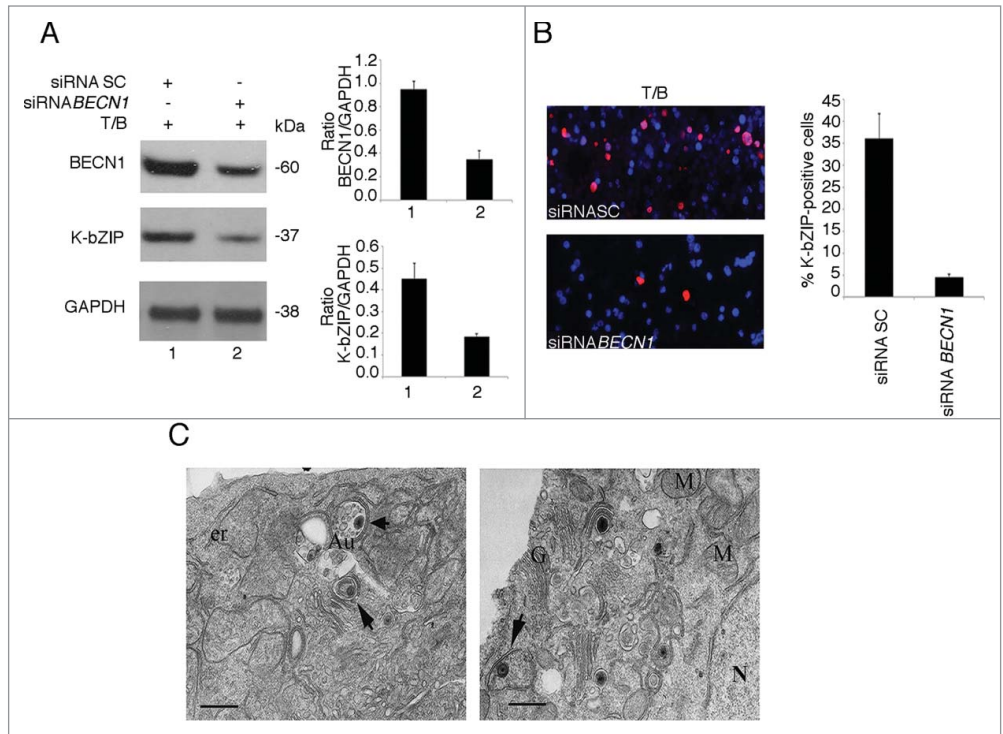 A
siRNA SC + -
siRNABECN1 - +
T/B + + kDa
BECN1 -60
K-bZIP -37
GAPDH -38
1 2
Ratio
BECN1/GAPDH
1.2
1.0
0.8
0.6
0.4
0.2
0.0
1 2
Ratio
K-bZIP/GAPDH
0.6
0.5
0.4
0.3
0.2
0.1
0.0
1 2
B
T/B
siRNASC
siRNABECN1
% K-bZIP-positive cells
45
40
35
30
25
20
15
10
5
0
siRNA SC
siRNA BECN1
C
er
Au
M
G
M
N